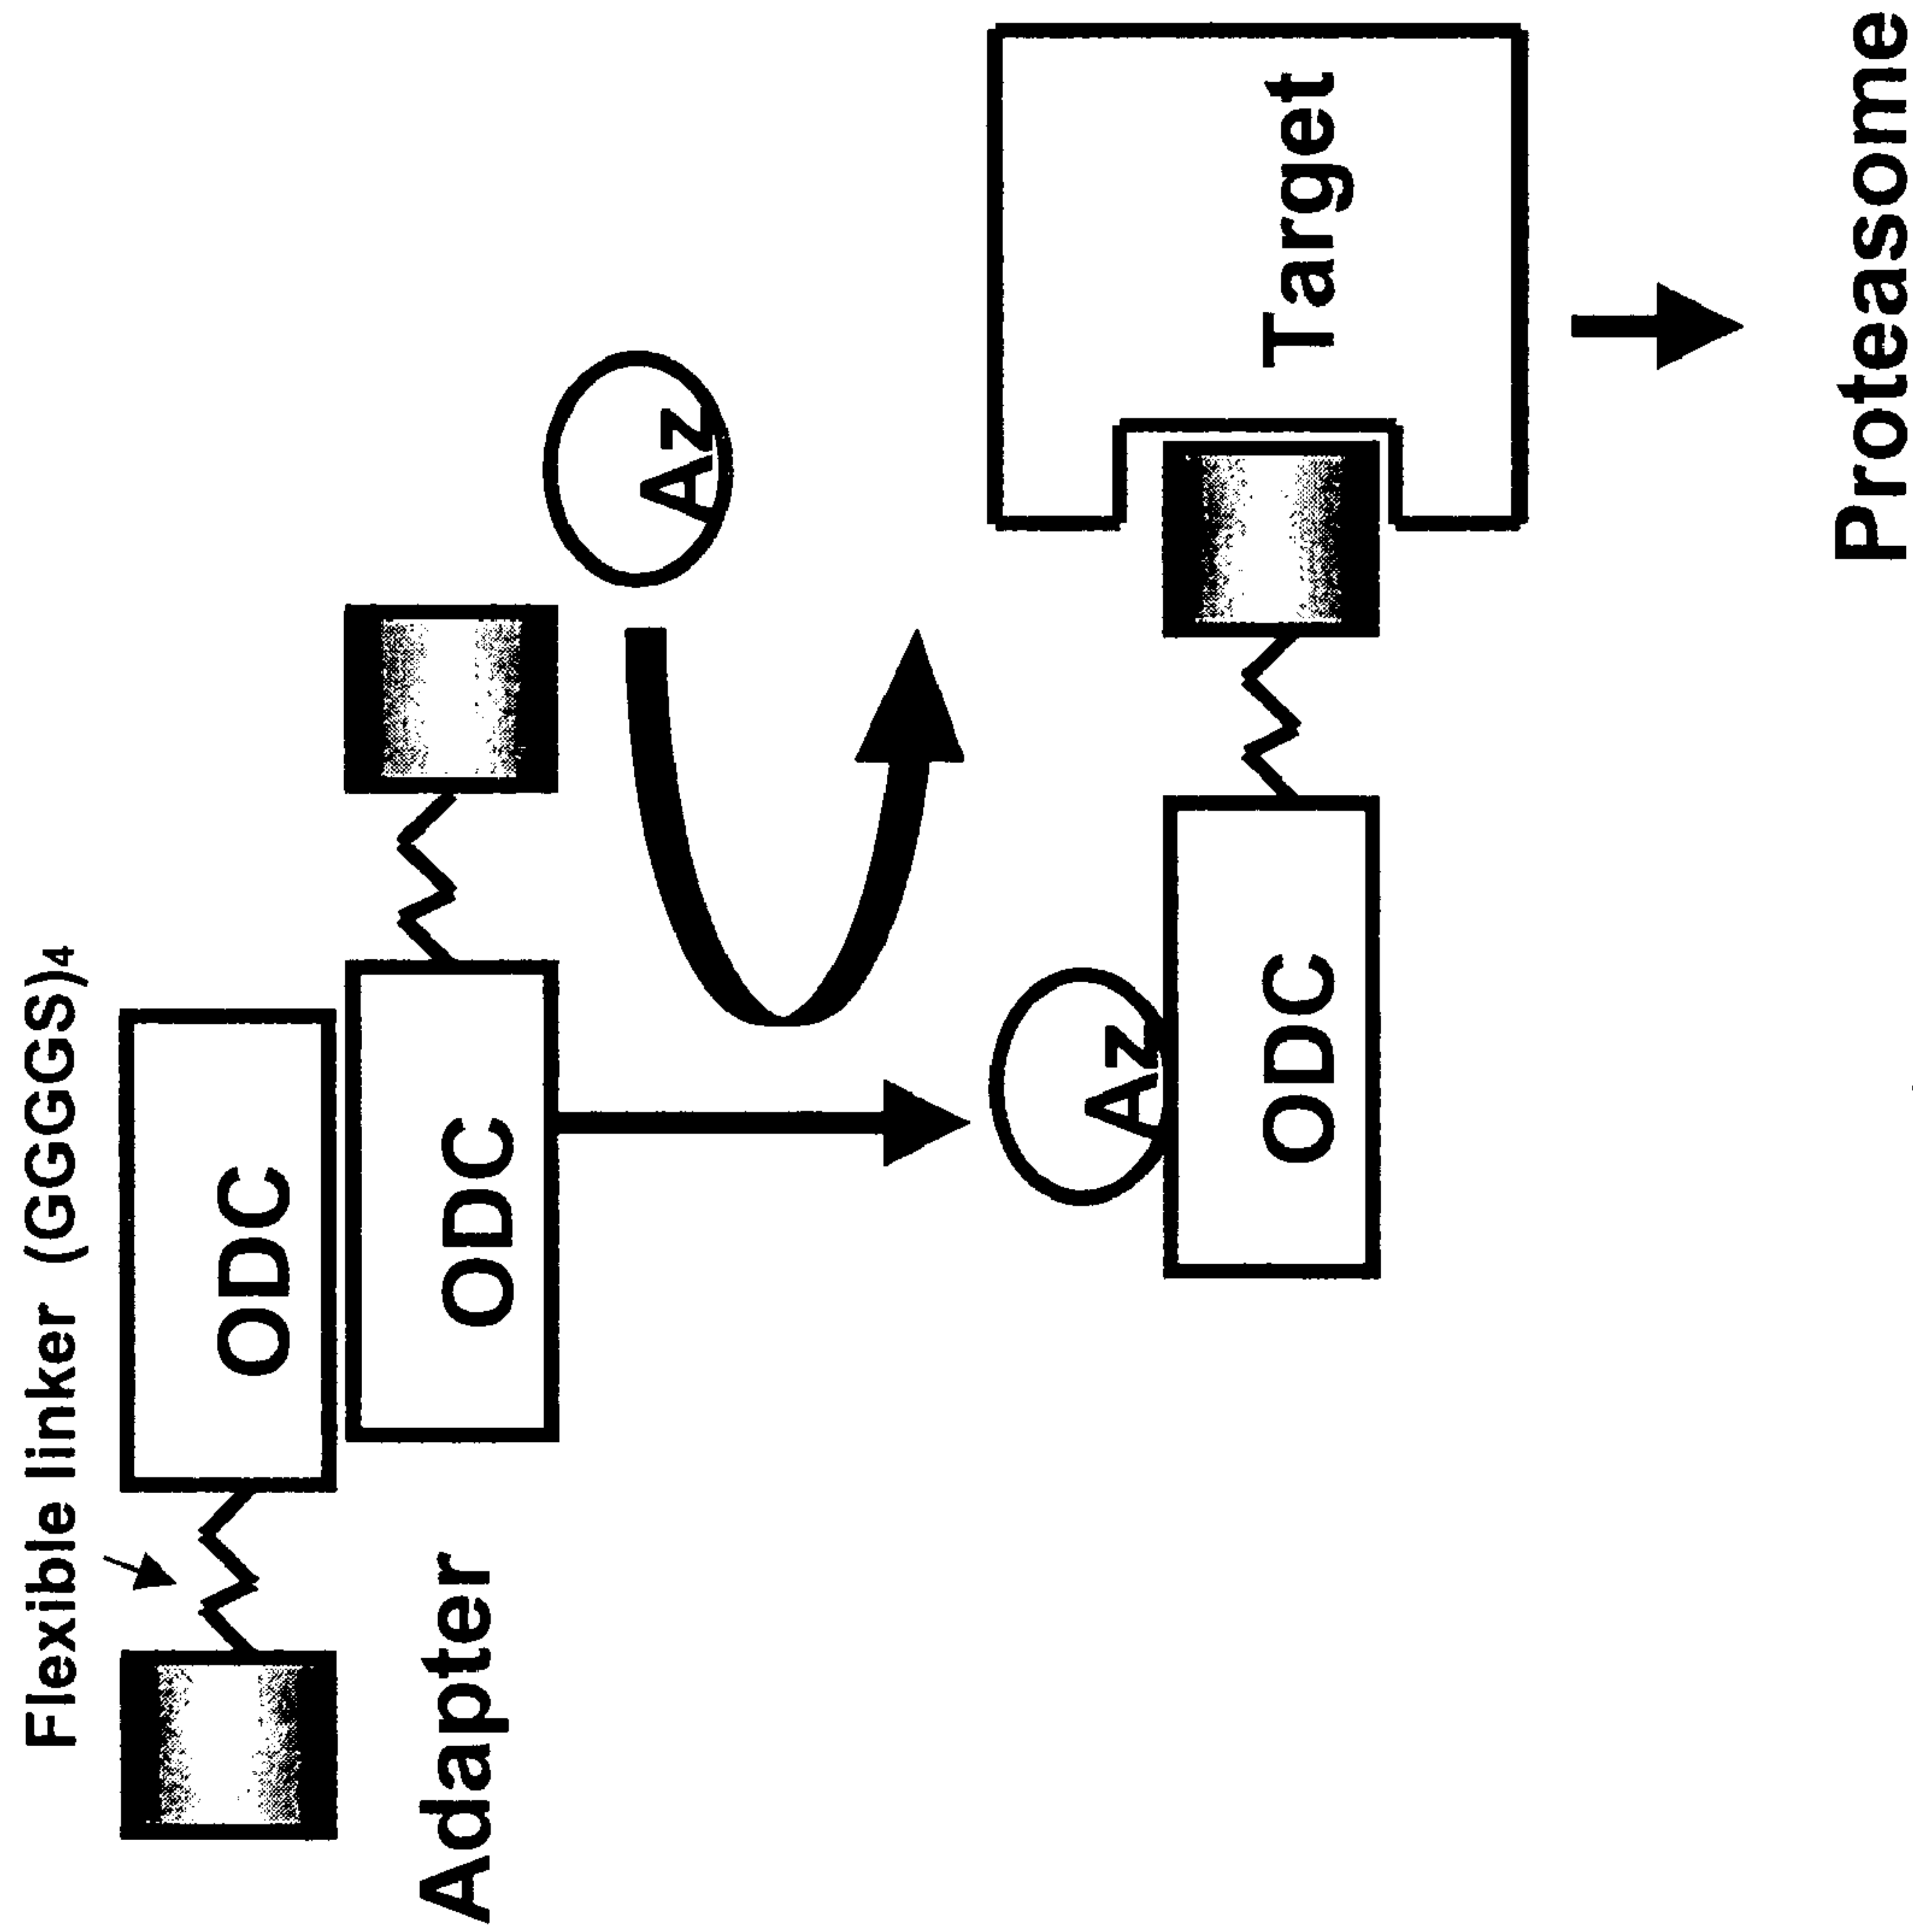 Flexible linker (GGGGS)4
ODC
ODC
Adapter
Az
Az
ODC
Target
Proteasome